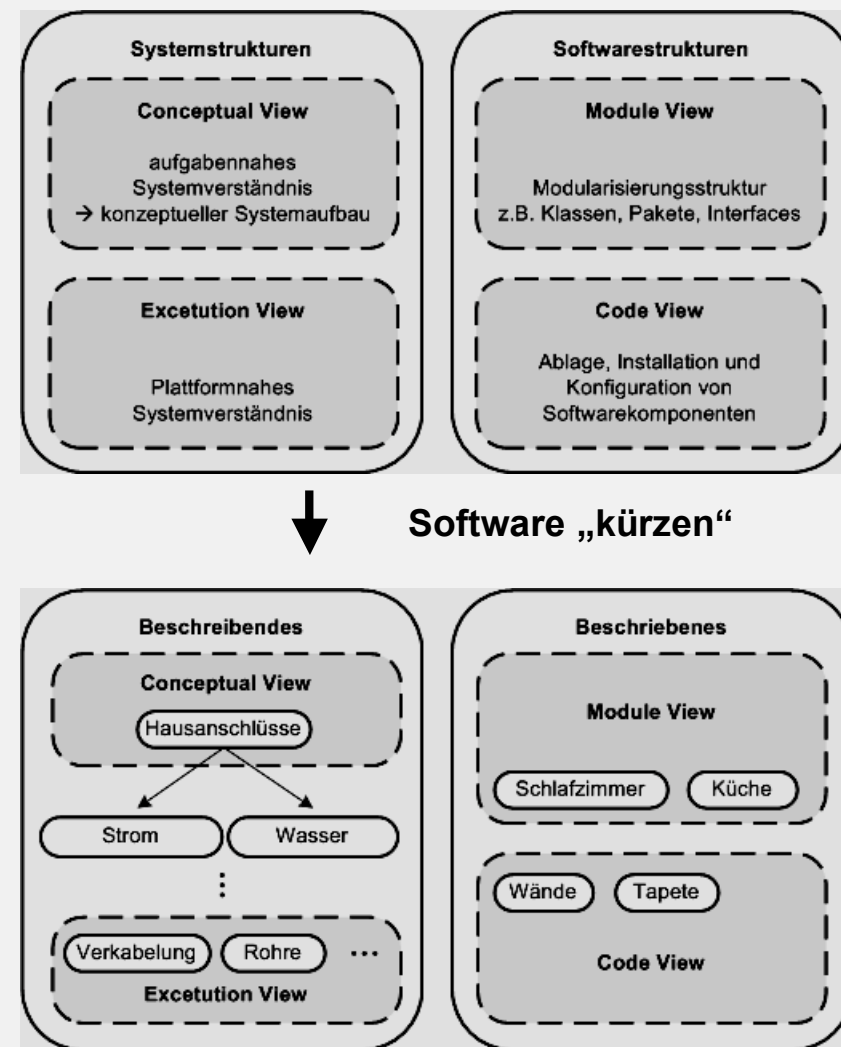 Systemstrukturen
Conceptual View
aufgabennahes
Systemverständnis
→ konzeptueller Systemaufbau
Excetution View
Plattformnahes
Systemverständnis
Softwarestrukturen
Module View
Modularisierungsstruktur
z.B. Klassen, Pakete, Interfaces
Code View
Ablage, Installation und
Konfiguration von
Softwarekomponenten
Software „kürzen“
Beschreibendes
Conceptual View
Hausanschlüsse
Strom
Wasser
⋮
Verkabelung
Rohre
...
Excetution View
Beschriebenes
Module View
Schlafzimmer
Küche
Wände
Tapete
Code View